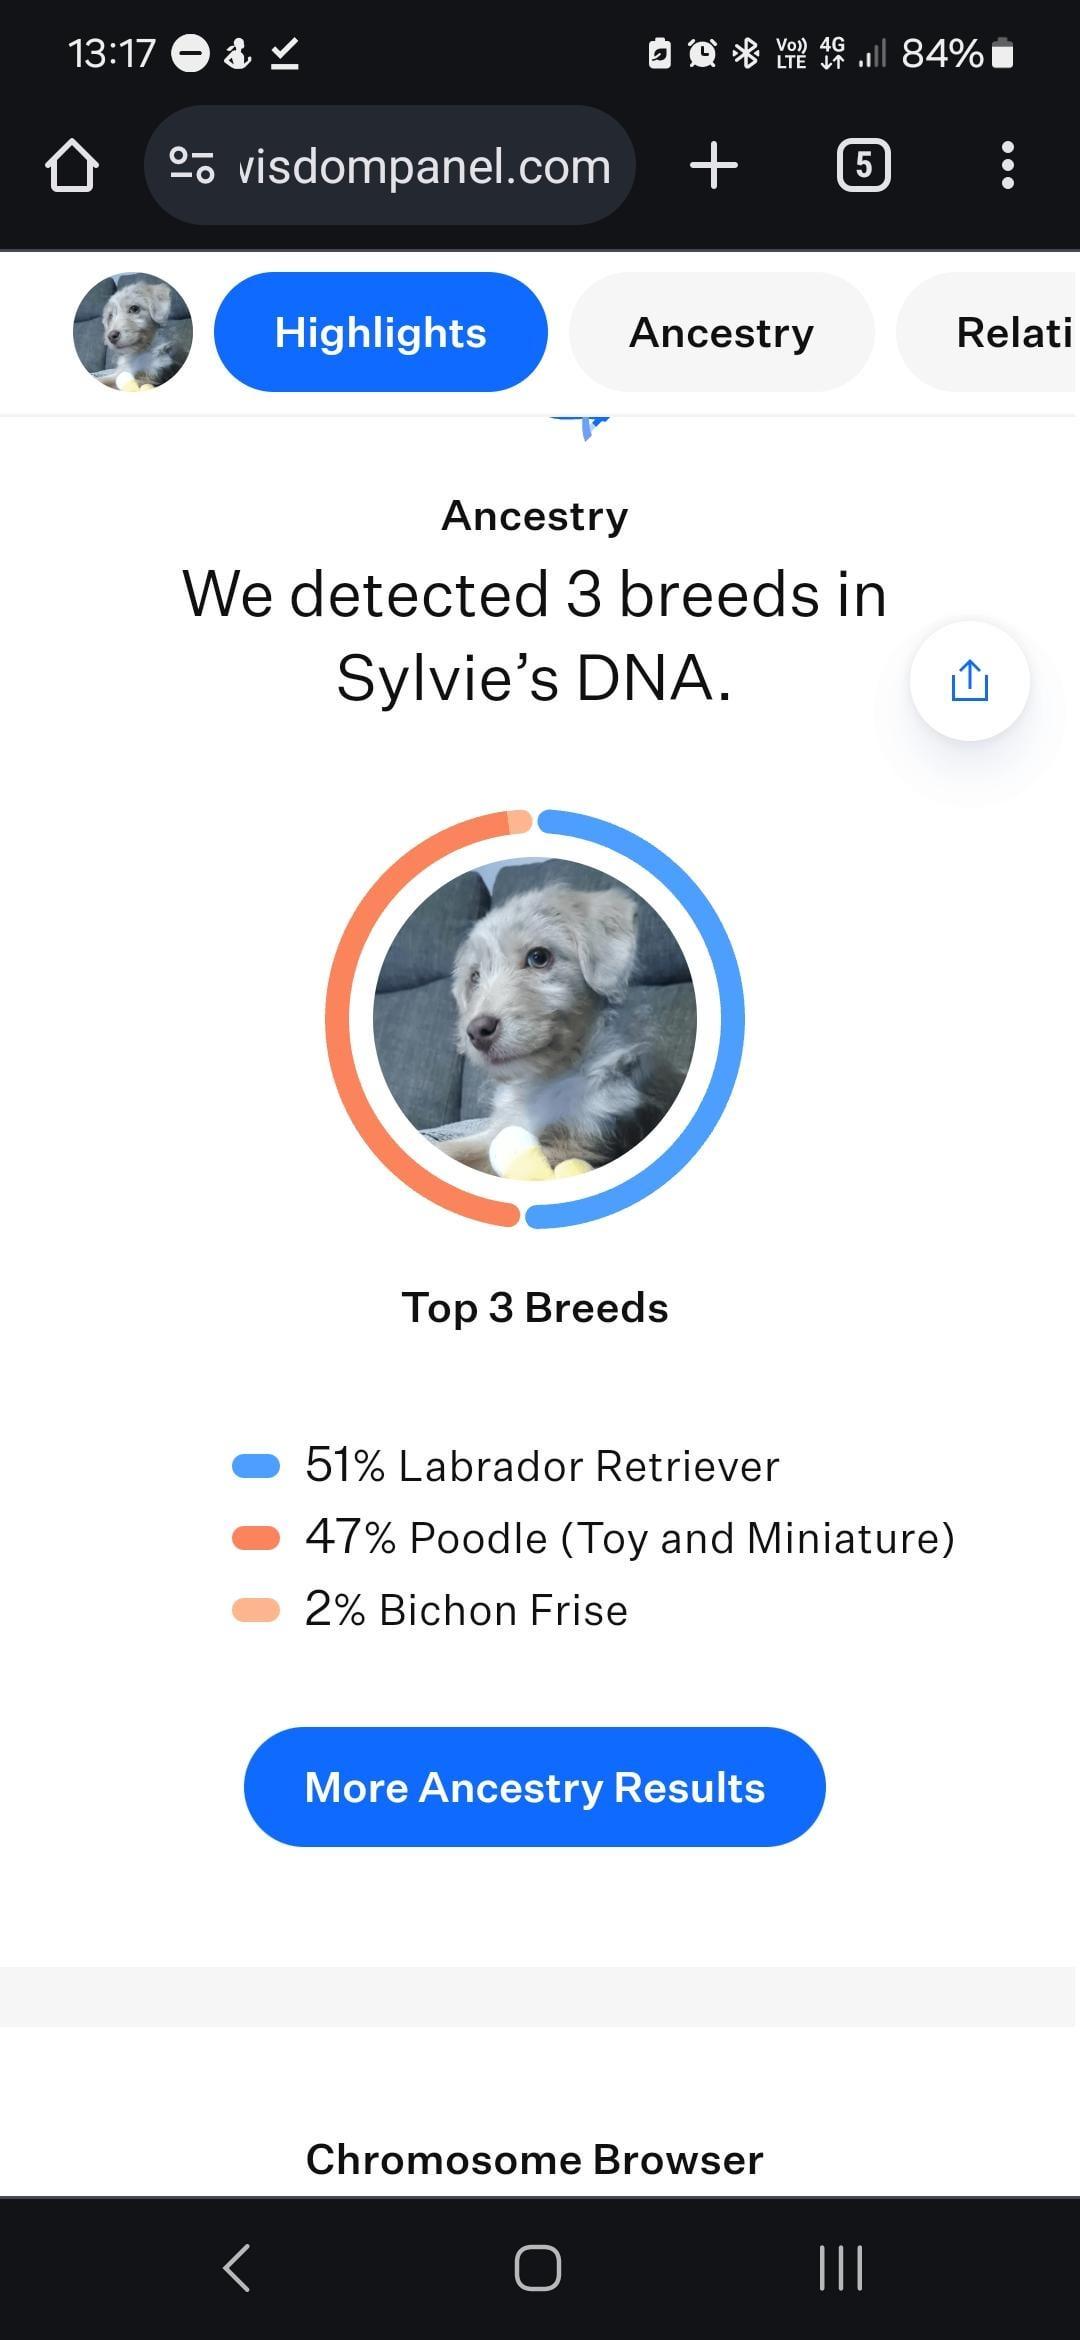 13:17
Vo)) LTE 4G 84%
visdompanel.com
5
Highlights
Ancestry
Relati
Ancestry
We detected 3 breeds in
Sylvie’s DNA.
Top 3 Breeds
51% Labrador Retriever
47% Poodle (Toy and Miniature)
2% Bichon Frise
More Ancestry Results
Chromosome Browser